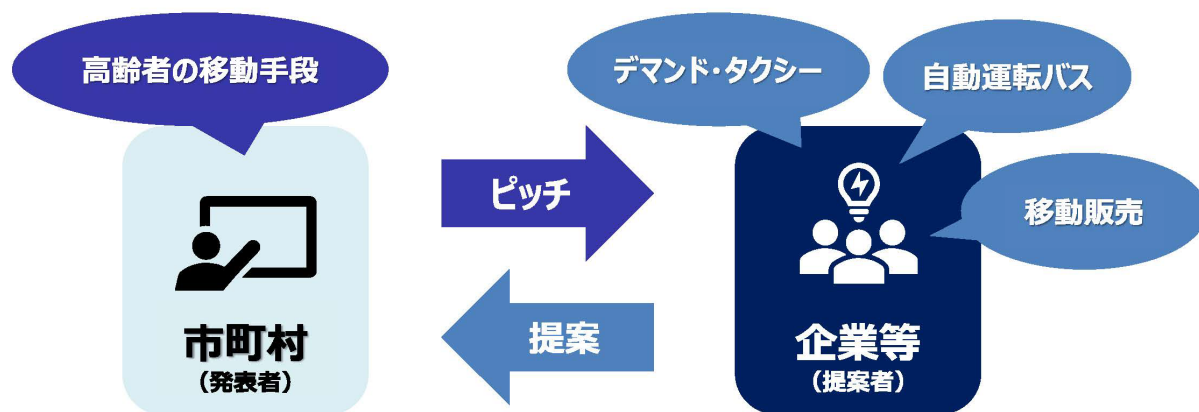 高齢者の移動手段
デマンド・タクシー
自動運転バス
移動販売
ピッチ
提案
市町村
（発表者）
企業等
（提案者）